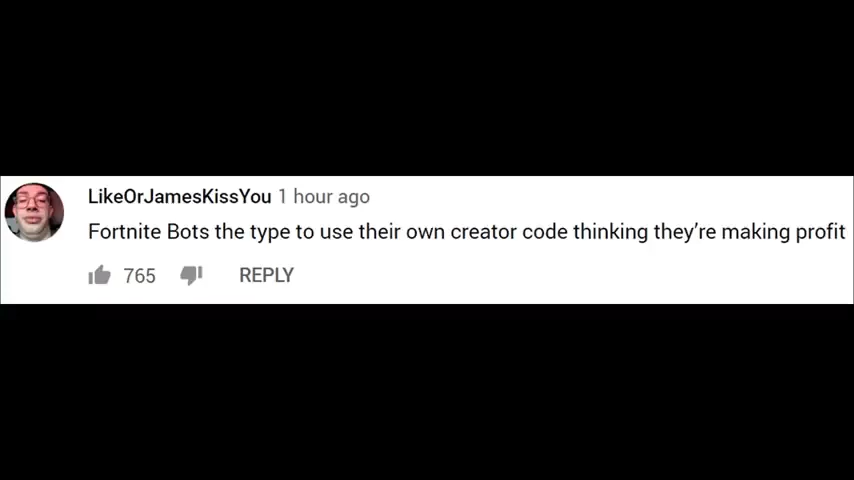 LikeOrJamesKissYou 1 hour ago
Fortnite Bots the type to use their own creator code thinking they’re making profit
765 REPLY